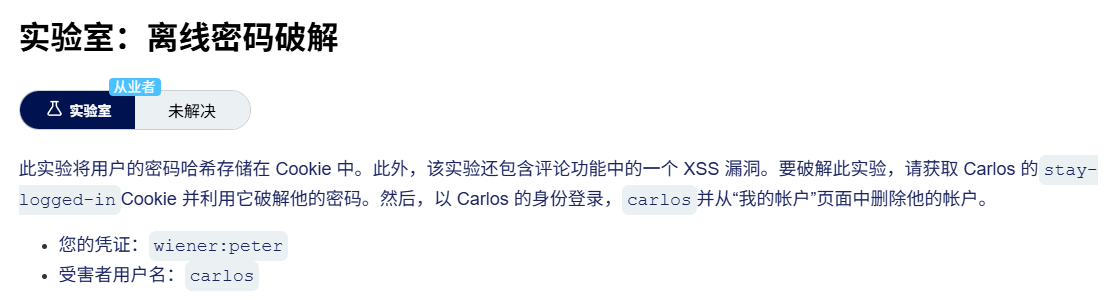 实验室：离线密码破解
从业者
实验室 未解决
此实验将用户的密码哈希存储在 Cookie 中。此外，该实验还包含评论功能中的一个 XSS 漏洞。要破解此实验，请获取 Carlos 的 stay-
logged-in Cookie 并利用它破解他的密码。然后，以 Carlos 的身份登录， carlos 并从“我的帐户”页面中删除他的帐户。
• 您的凭证： wiener:peter
• 受害者用户名： carlos